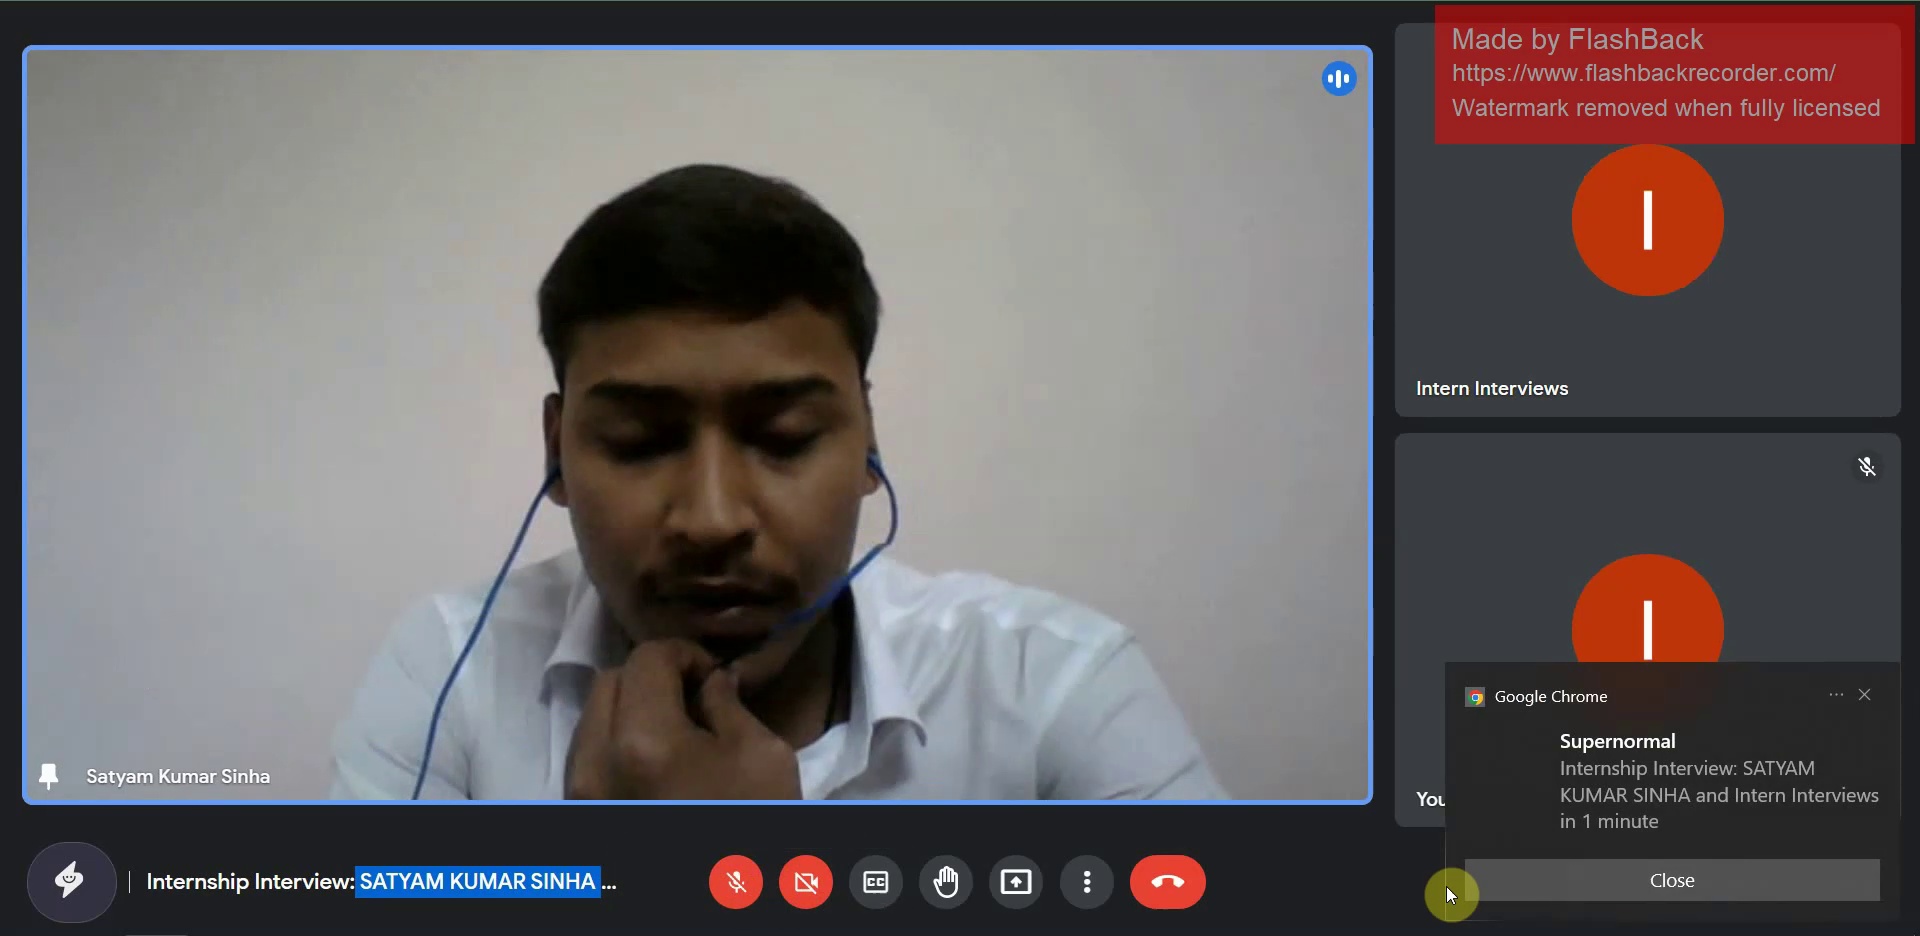 Made by FlashBack
https://www.flashbackrecorder.com/
Watermark removed when fully licensed
I
Intern Interviews
I
You
Satyam Kumar Sinha
Google Chrome
Supernormal
Internship Interview: SATYAM
KUMAR SINHA and Intern Interviews
in 1 minute
Close
Internship Interview: SATYAM KUMAR SINHA ...
CC